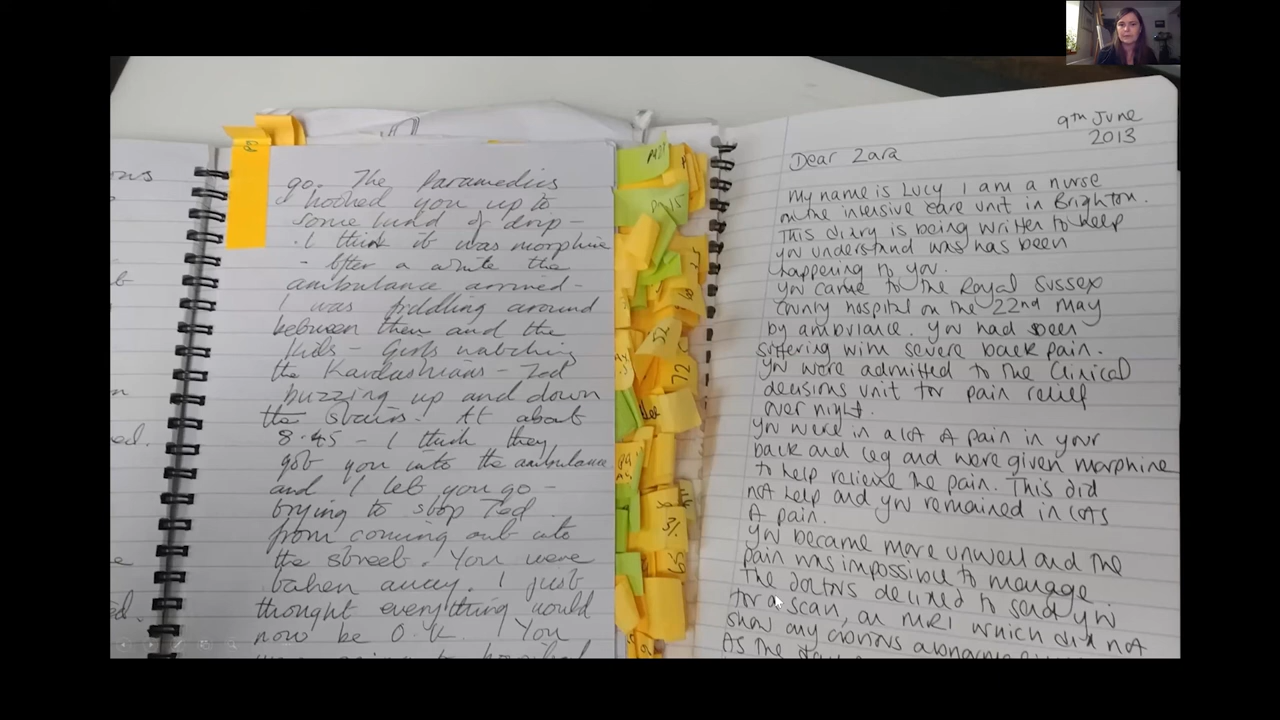 ous
go. The Paramedics
hooked you up to
some kind of drip –
. I think it was morphine
- After a while the
ambulance arrived –
I was fiddling around
between them and the
kids – Girls watching
the Kardashians – Ted
buzzing up and down
the stairs. At about
8.45 – I think they
got you into the ambulance
and I let you go –
trying to stop Ted
from coming out into
the street. You were
taken away. I just
thought everything would
now be O.K. You
ed.
ed.
52
72
9th June
2013
Dear Zara
My name is Lucy I am a nurse
on the intensive care unit in Brighton.
This diary is being written to help
you understand was has been
happening to you.
You came to the Royal Sussex
County hospital on the 22nd May
by ambulance. You had been
suffering with severe back pain.
You were admitted to the Clinical
decisions unit for pain relief
over night.
You were in a lot of pain in your
back and leg and were given morphine
to help relieve the pain. This did
not help and you remained in lots
of pain.
You became more unwell and the
pain was impossible to manage
The doctors decided to send you
for a scan, an MRI which did not
show any
As the